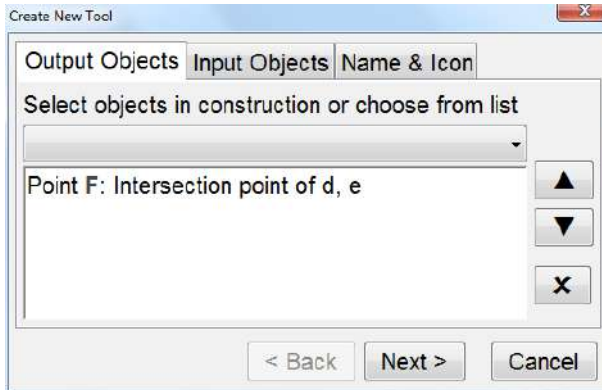 Create New Tool
Output Objects Input Objects Name & Icon
Select objects in construction or choose from list
Point F: Intersection point of d, e
< Back Next > Cancel